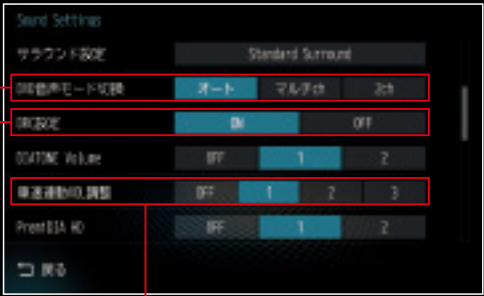 Sound Settings
サラウンド設定 Standard Surround
DVD音声モード切換 オート マルチch 2ch
DRC設定 ON OFF
DIATONE Volume OFF 1 2
車速連動VOL調整 OFF 1 2 3
PremiDIA HD OFF 1 2
戻る